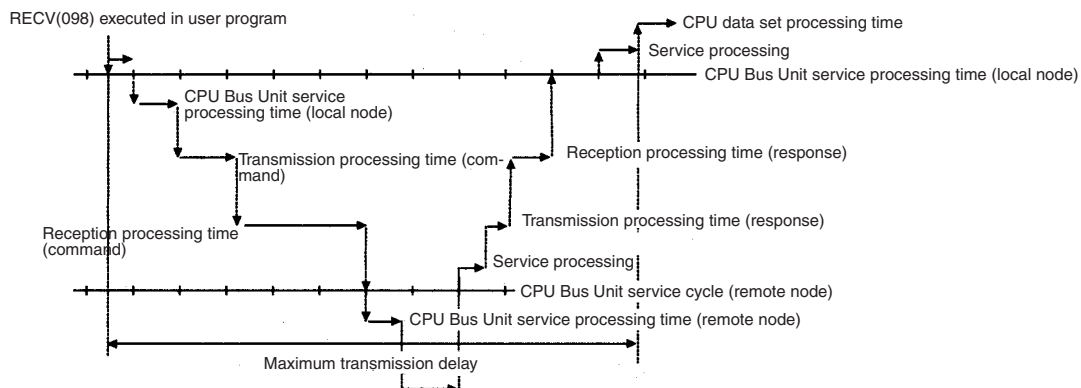 RECV(098) executed in user program
CPU data set processing time
Service processing
CPU Bus Unit service processing time (local node)
CPU Bus Unit service
processing time (local node)
Transmission processing time (com-
mand)
Reception processing time (response)
Reception processing time
(command)
Transmission processing time (response)
Service processing
CPU Bus Unit service cycle (remote node)
CPU Bus Unit service processing time (remote node)
Maximum transmission delay